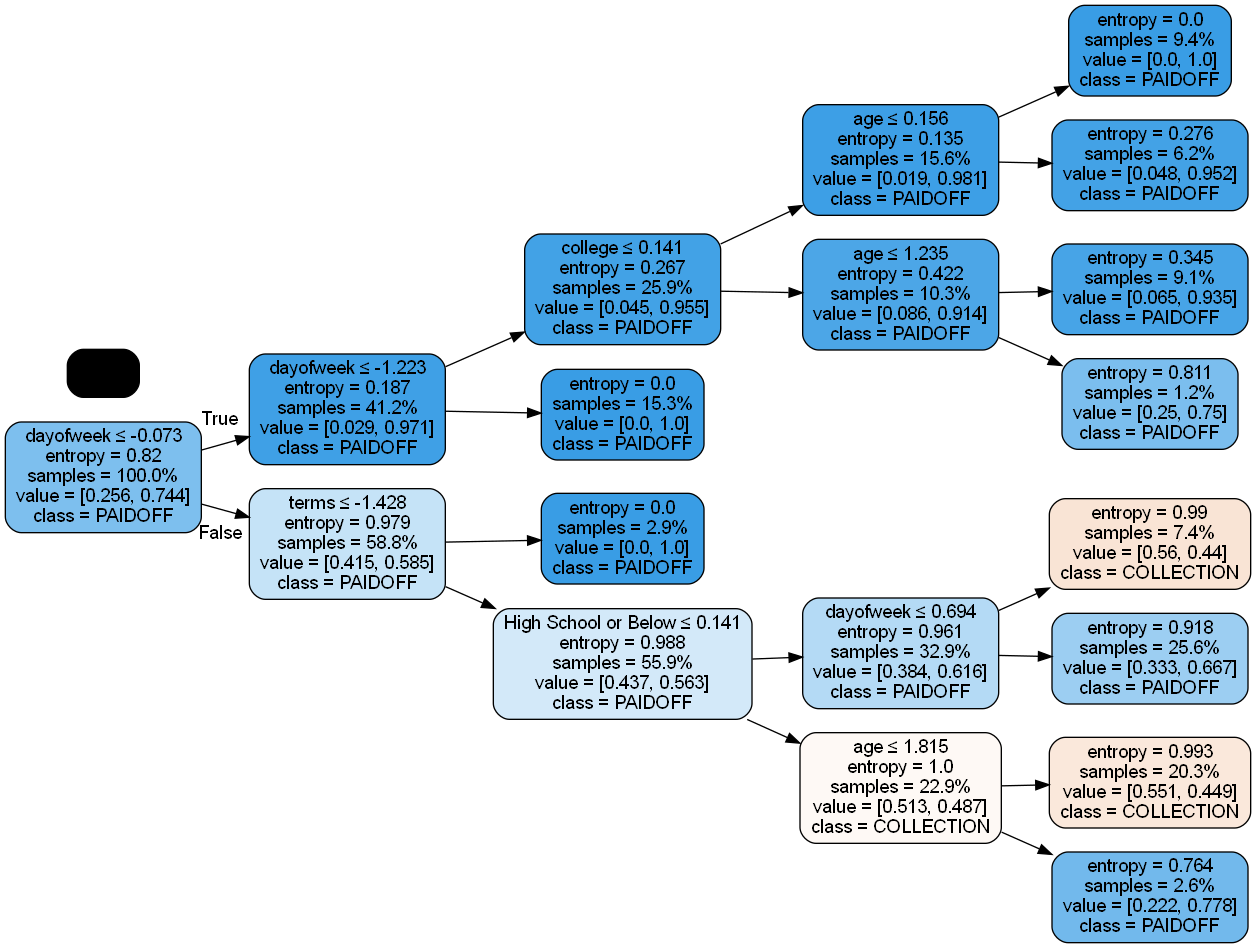 dayofweek ≤ -0.073
entropy = 0.82
samples = 100.0%
value = [0.256, 0.744]
class = PAIDOFF
True
False
dayofweek ≤ -1.223
entropy = 0.187
samples = 41.2%
value = [0.029, 0.971]
class = PAIDOFF
terms ≤ -1.428
entropy = 0.979
samples = 58.8%
value = [0.415, 0.585]
class = PAIDOFF
college ≤ 0.141
entropy = 0.267
samples = 25.9%
value = [0.045, 0.955]
class = PAIDOFF
entropy = 0.0
samples = 15.3%
value = [0.0, 1.0]
class = PAIDOFF
entropy = 0.0
samples = 2.9%
value = [0.0, 1.0]
class = PAIDOFF
High School or Below ≤ 0.141
entropy = 0.988
samples = 55.9%
value = [0.437, 0.563]
class = PAIDOFF
age ≤ 0.156
entropy = 0.135
samples = 15.6%
value = [0.019, 0.981]
class = PAIDOFF
age ≤ 1.235
entropy = 0.422
samples = 10.3%
value = [0.086, 0.914]
class = PAIDOFF
dayofweek ≤ 0.694
entropy = 0.961
samples = 32.9%
value = [0.384, 0.616]
class = PAIDOFF
age ≤ 1.815
entropy = 1.0
samples = 22.9%
value = [0.513, 0.487]
class = COLLECTION
entropy = 0.0
samples = 9.4%
value = [0.0, 1.0]
class = PAIDOFF
entropy = 0.276
samples = 6.2%
value = [0.048, 0.952]
class = PAIDOFF
entropy = 0.345
samples = 9.1%
value = [0.065, 0.935]
class = PAIDOFF
entropy = 0.811
samples = 1.2%
value = [0.25, 0.75]
class = PAIDOFF
entropy = 0.99
samples = 7.4%
value = [0.56, 0.44]
class = COLLECTION
entropy = 0.918
samples = 25.6%
value = [0.333, 0.667]
class = PAIDOFF
entropy = 0.993
samples = 20.3%
value = [0.551, 0.449]
class = COLLECTION
entropy = 0.764
samples = 2.6%
value = [0.222, 0.778]
class = PAIDOFF